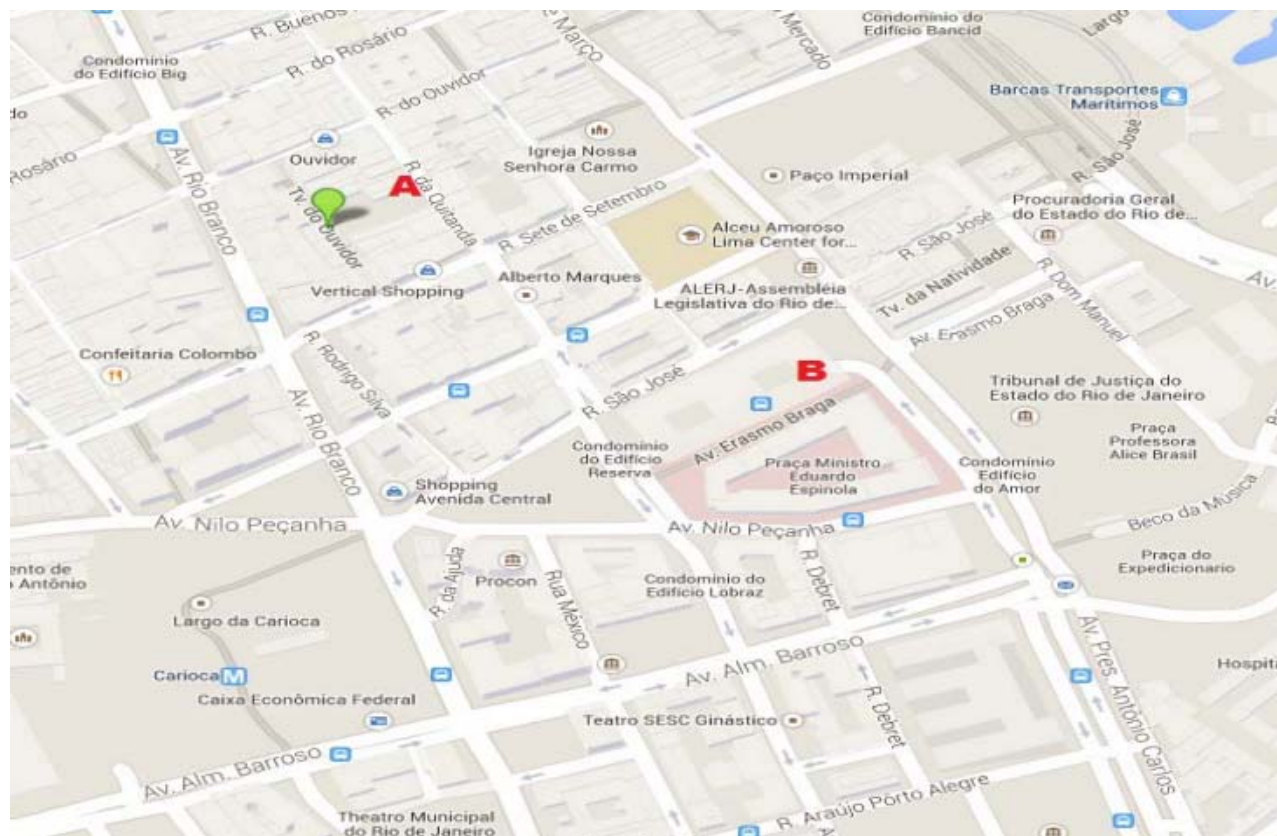 R. Buenos
de Março
Mercado
Condomínio do
Edifício Bancid
Largo
Condomínio
do Edifício Big
R. do Rosário
R. do Ouvidor
Barcas Transportes
Marítimos
do
Rosário
Ouvidor
Igreja Nossa
Senhora Carmo
R. São José
Av. Rio Branco
A
R. da Quitanda
Paço Imperial
Tv. do Ouvidor
R. Sete de Setembro
Procuradoria Geral
do Estado do Rio de...
Alceu Amoroso
Lima Center for...
R. São José
Vertical Shopping
Alberto Marques
ALERJ-Assembléia
Legislativa do Rio de...
Tv. da Natividade
R. Dom Manuel
Av.
Confeitaria Colombo
R. Rodrigo Silva
Av. Erasmo Braga
B
R. São José
Tribunal de Justiça do
Estado do Rio de Janeiro
Av. Rio Branco
Av. Erasmo Braga
Condomínio
do Edifício
Reserva
Praça Ministro
Eduardo
Espinola
Condomínio
Edifício
do Amor
Praça
Professora
Alice Brasil
Shopping
Avenida Central
Av. Nilo Peçanha
Av. Nilo Peçanha
Beco da Música
ento de
Antônio
R. da Ajuda
Procon
Rua México
Condomínio do
Edifício Lobraz
R. Debret
Praça do
Expedicionario
Largo da Carioca
Carioca
M
Av. Alm. Barroso
Av. Pres. Antônio Carlos
Hospit
Caixa Econômica Federal
Teatro SESC Ginástico
R. Debret
Av. Alm. Barroso
Theatro Municipal
do Rio de Janeiro
R. Araújo Porto Alegre